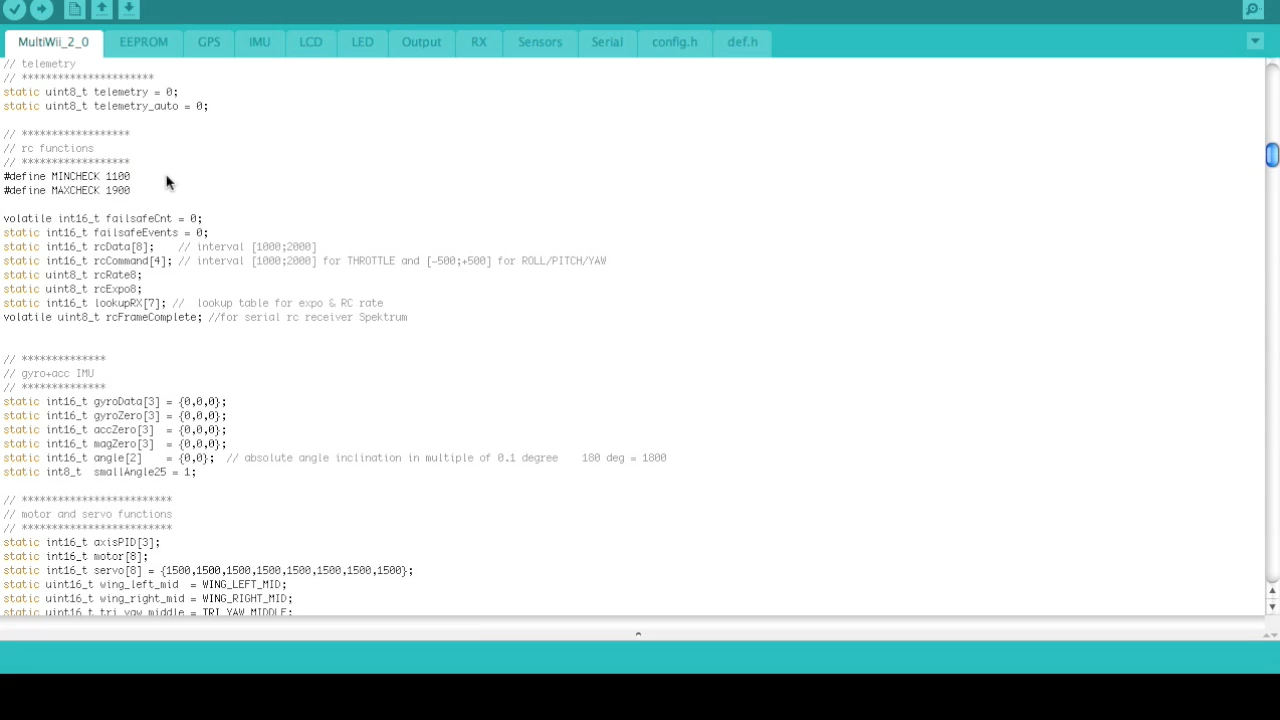 MultiWii_2_0 EEPROM GPS IMU LCD LED Output RX Sensors Serial config.h def.h
// telemetry
// **********************
static uint8_t telemetry = 0;
static uint8_t telemetry_auto = 0;
// ******************
// rc functions
// ******************
#define MINCHECK 1100
#define MAXCHECK 1900
volatile int16_t failsafeCnt = 0;
static int16_t failsafeEvents = 0;
static int16_t rcData[8];    // interval [1000;2000]
static int16_t rcCommand[4]; // interval [1000;2000] for THROTTLE and [-500;+500] for ROLL/PITCH/YAW
static uint8_t rcRate8;
static uint8_t rcExpo8;
static int16_t lookupRX[7]; //  lookup table for expo & RC rate
volatile uint8_t rcFrameComplete; //for serial rc receiver Spektrum
// **************
// gyro+acc IMU
// **************
static int16_t gyroData[3] = {0,0,0};
static int16_t gyroZero[3] = {0,0,0};
static int16_t accZero[3]  = {0,0,0};
static int16_t magZero[3]  = {0,0,0};
static int16_t angle[2]    = {0,0};  // absolute angle inclination in multiple of 0.1 degree    180 deg = 1800
static int8_t  smallAngle25 = 1;
// *************************
// motor and servo functions
// *************************
static int16_t axisPID[3];
static int16_t motor[8];
static int16_t servo[8] = {1500,1500,1500,1500,1500,1500,1500,1500};
static uint16_t wing_left_mid  = WING_LEFT_MID;
static uint16_t wing_right_mid = WING_RIGHT_MID;
static uint16_t tri_yaw_middle = TRI_YAW_MIDDLE;